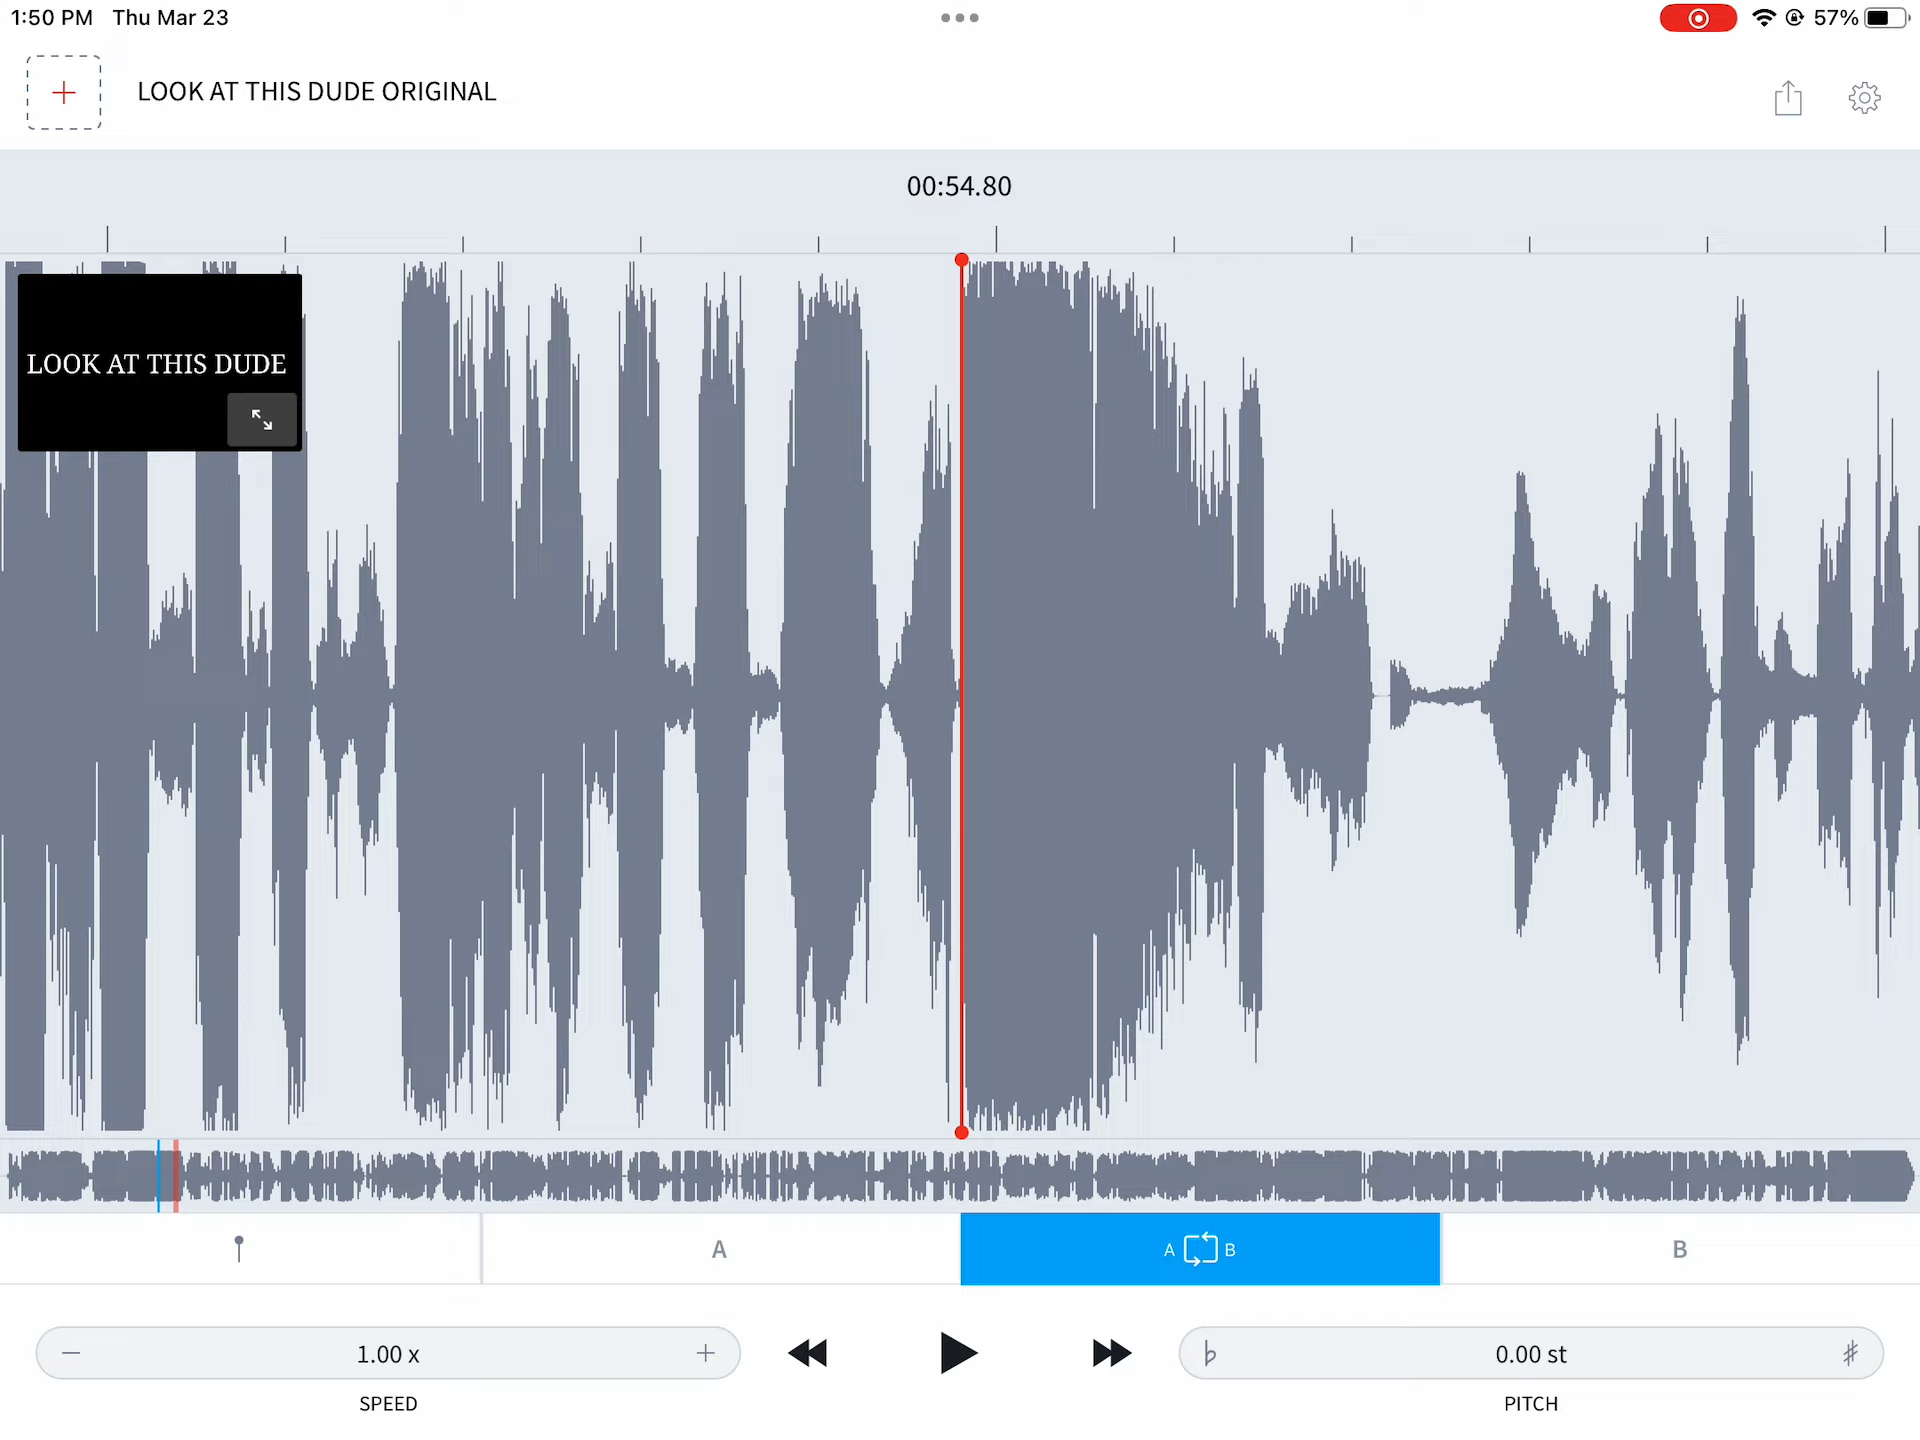 1:50 PM Thu Mar 23
57%
LOOK AT THIS DUDE ORIGINAL
00:54.80
LOOK AT THIS DUDE
A
A B
B
1.00 x
0.00 st
SPEED
PITCH